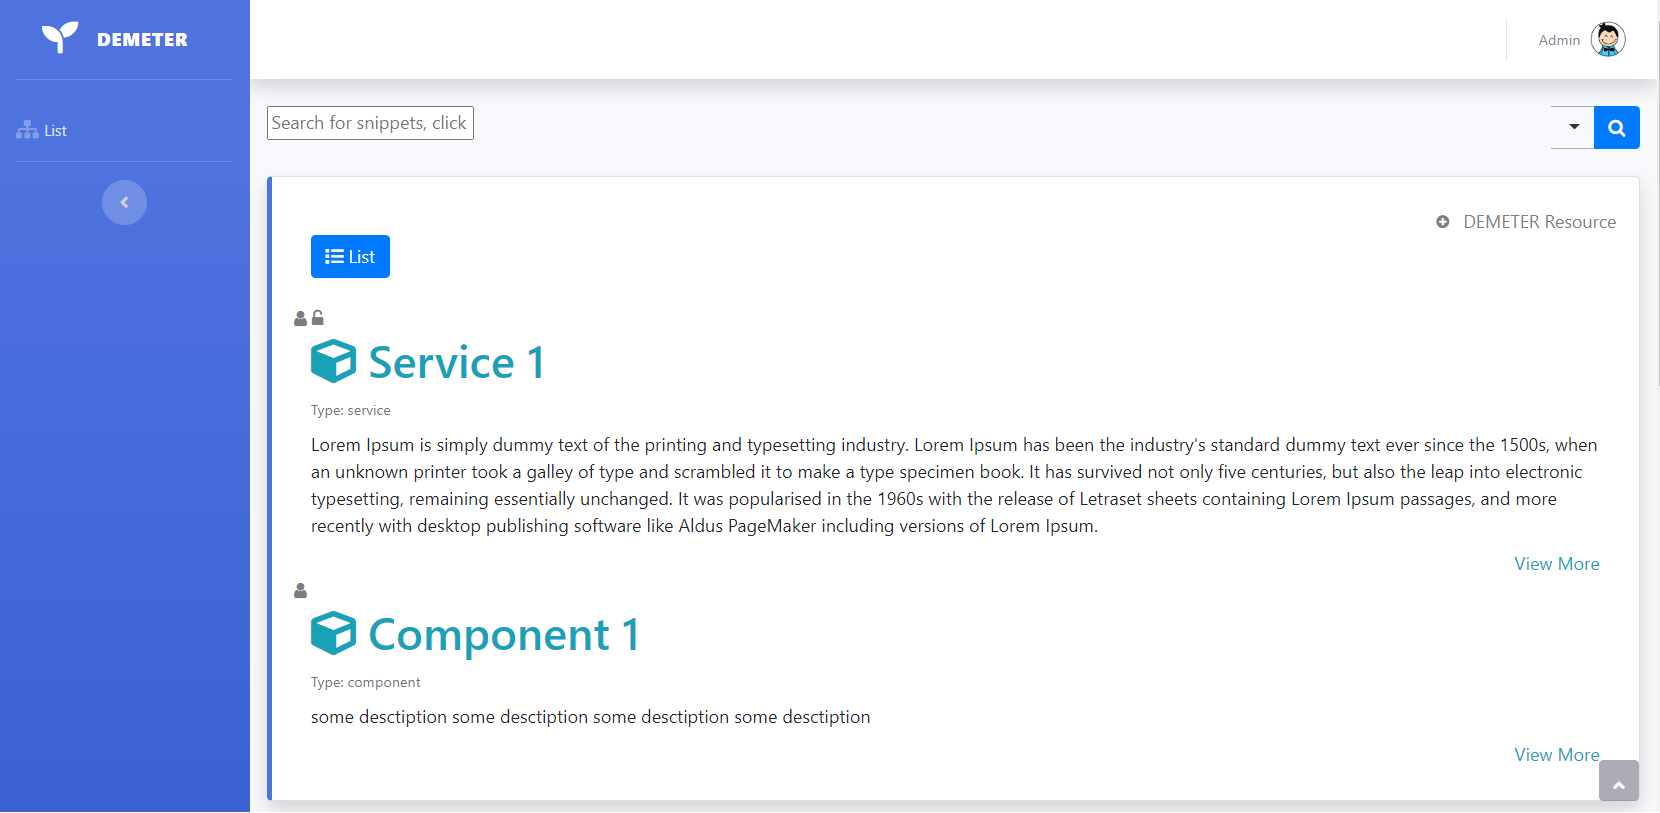 DEMETER
Admin
List
Search for snippets, click
DEMETER Resource
List
Service 1
Type: service
Lorem Ipsum is simply dummy text of the printing and typesetting industry. Lorem Ipsum has been the industry's standard dummy text ever since the 1500s, when
an unknown printer took a galley of type and scrambled it to make a type specimen book. It has survived not only five centuries, but also the leap into electronic
typesetting, remaining essentially unchanged. It was popularised in the 1960s with the release of Letraset sheets containing Lorem Ipsum passages, and more
recently with desktop publishing software like Aldus PageMaker including versions of Lorem Ipsum.
View More
Component 1
Type: component
some desctiption some desctiption some desctiption some desctiption
View More